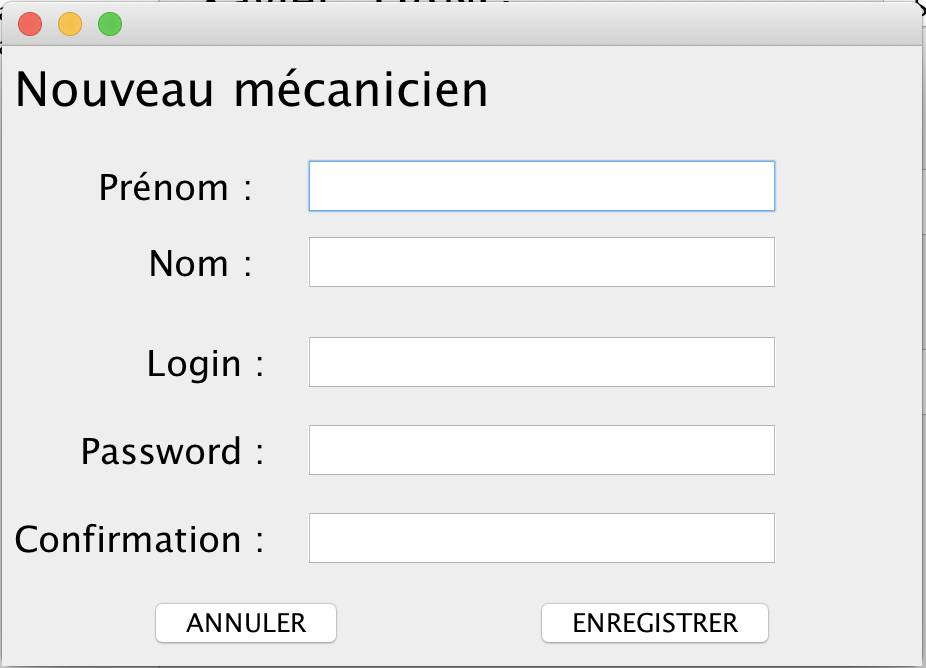 Nouveau mécanicien
Prénom :
Nom :
Login :
Password :
Confirmation :
ANNULER ENREGISTRER